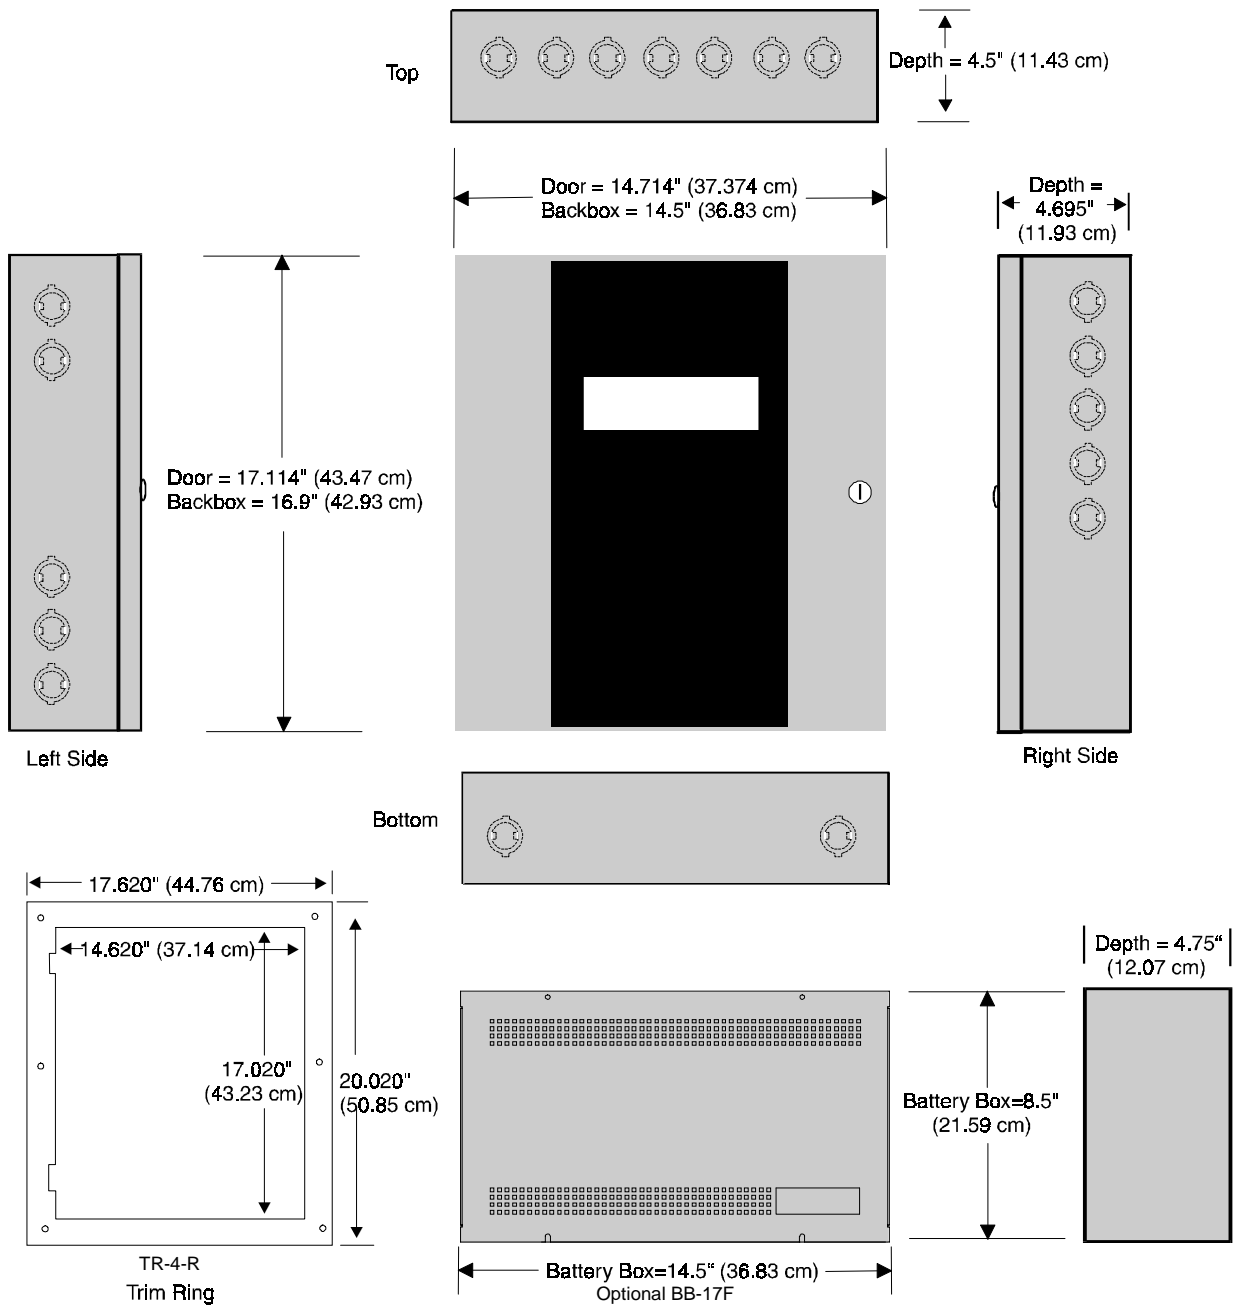 Top
Depth = 4.5" (11.43 cm)
Door = 14.714" (37.374 cm)
Backbox = 14.5" (36.83 cm)
Depth =
4.695"
(11.93 cm)
Door = 17.114" (43.47 cm)
Backbox = 16.9" (42.93 cm)
Left Side
Right Side
Bottom
17.620" (44.76 cm)
14.620" (37.14 cm)
17.020"
(43.23 cm)
20.020"
(50.85 cm)
TR-4-R
Trim Ring
Depth = 4.75“
(12.07 cm)
Battery Box=8.5"
(21.59 cm)
Battery Box=14.5“ (36.83 cm)
Optional BB-17F